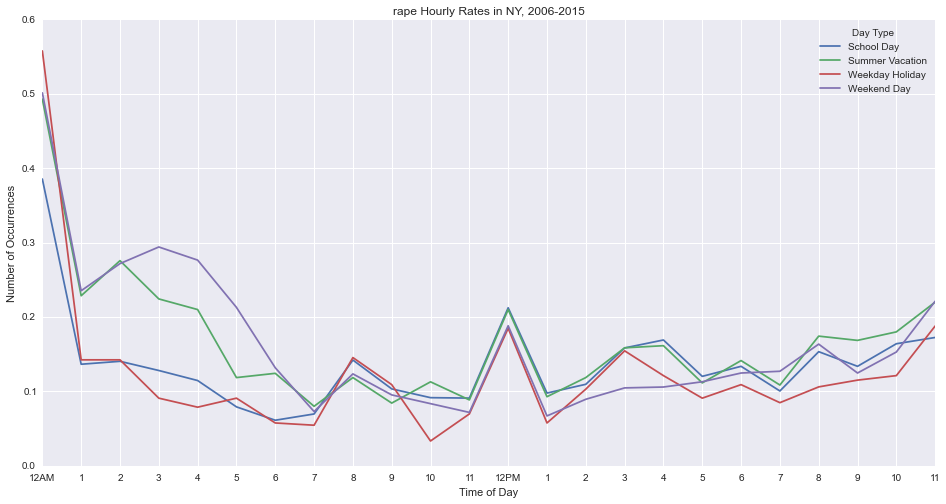 rape Hourly Rates in NY, 2006-2015
Day Type
School Day
Summer Vacation
Weekday Holiday
Weekend Day
Number of Occurrences
0.6
0.5
0.4
0.3
0.2
0.1
0.0
12AM 1 2 3 4 5 6 7 8 9 10 11 12PM 1 2 3 4 5 6 7 8 9 10 11
Time of Day